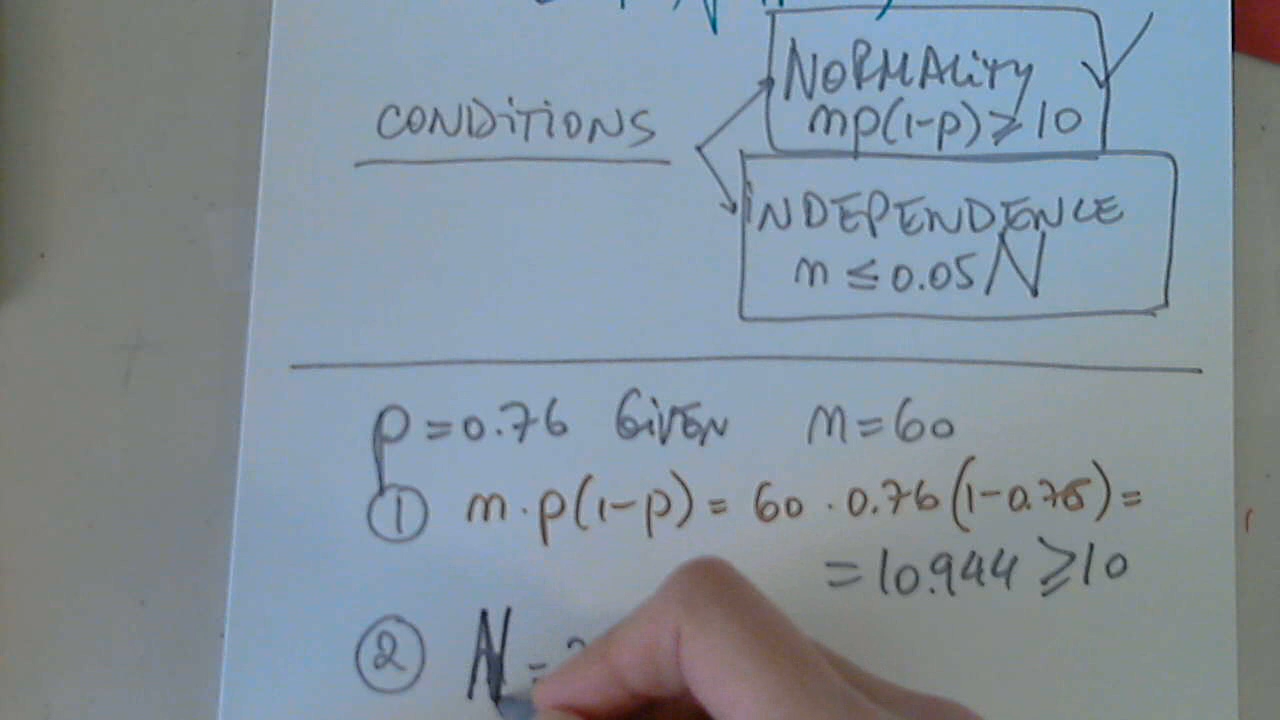 NORMALITY
CONDITIONS
np(1-p) ≥ 10
INDEPENDENCE
n ≤ 0.05 N
p = 0.76 GIVEN n = 60
① n · p(1-p) = 60 · 0.76 (1-0.76) =
= 10.944 ≥ 10
② N =